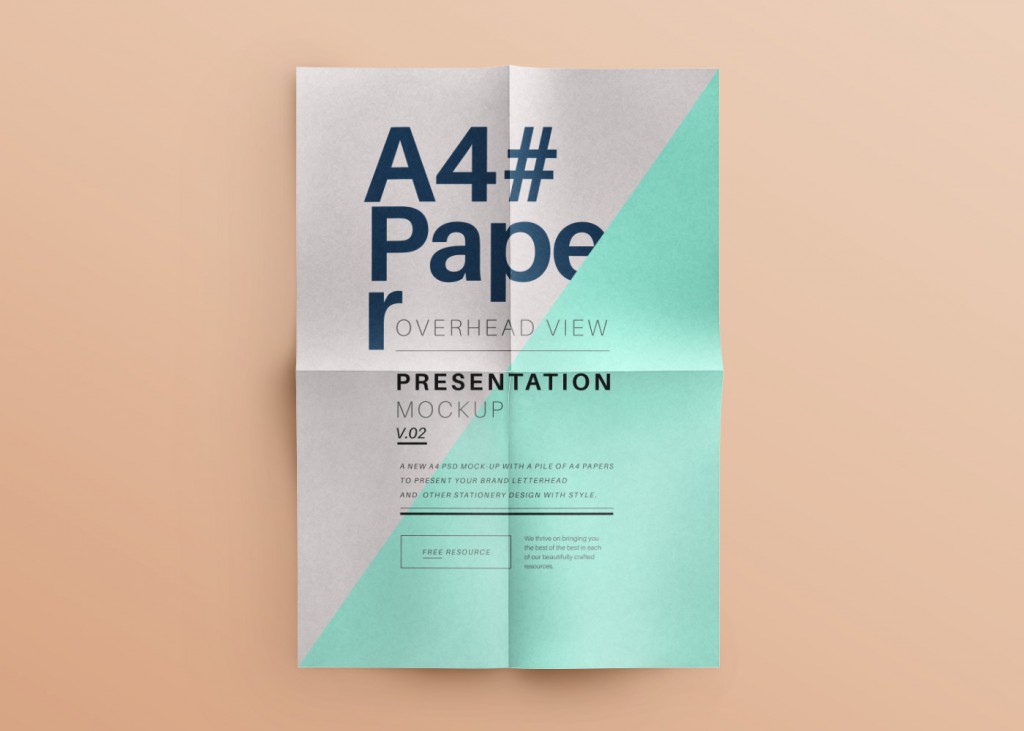 A4#
Pape
r
OVERHEAD VIEW
PRESENTATION
MOCKUP
V.02
A NEW A4 PSD MOCK-UP WITH A PILE OF A4 PAPERS
TO PRESENT YOUR BRAND LETTERHEAD
AND OTHER STATIONERY DESIGN WITH STYLE.
FREE RESOURCE
We thrive on bringing you
the best of the best in each
of our beautifully crafted
resources.